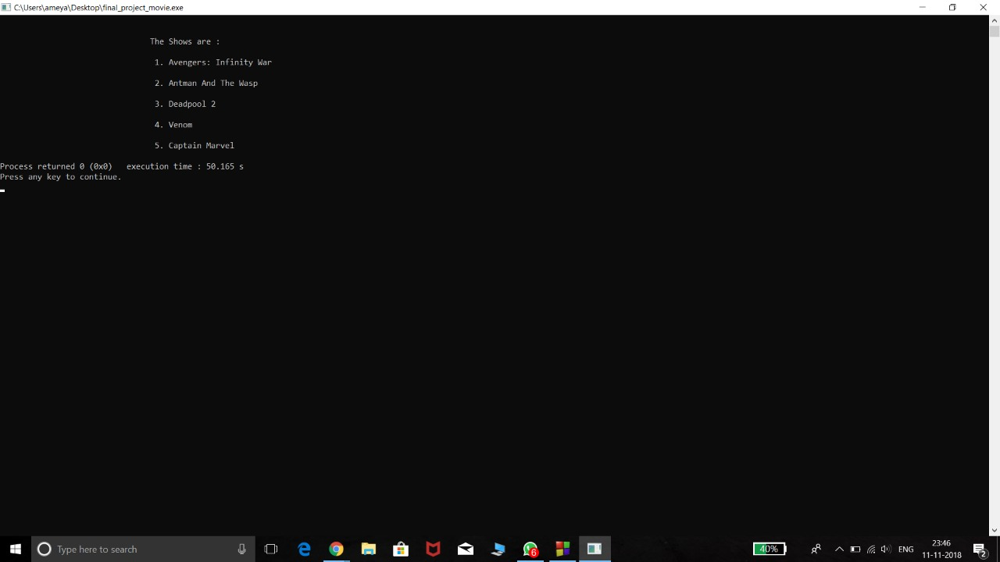 C:\Users\ameya\Desktop\final_project_movie.exe
The Shows are :
1. Avengers: Infinity War
2. Antman And The Wasp
3. Deadpool 2
4. Venom
5. Captain Marvel
Process returned 0 (0x0)   execution time : 50.165 s
Press any key to continue.
Type here to search
6
40%
ENG
23:46
11-11-2018
2